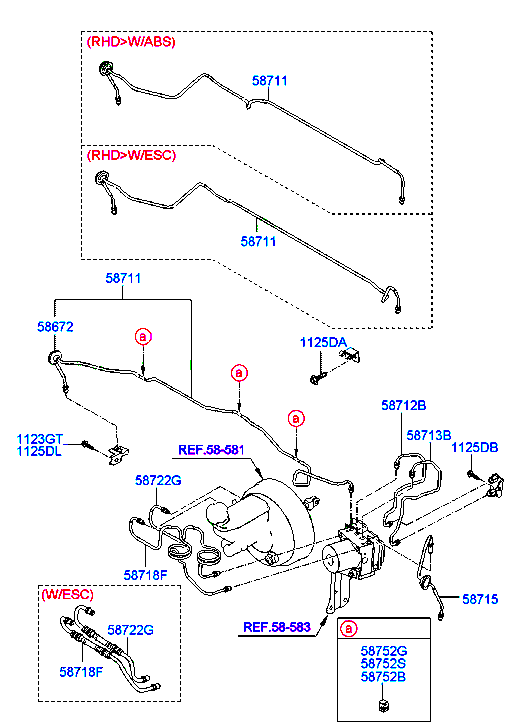 (RHD>W/ABS)
58711
(RHD>W/ESC)
58711
58711
58672
a
1125DA
a
58712B
a
58713B
1123GT
1125DL
REF.58-581
1125DB
58722G
58718F
58715
(W/ESC)
58722G
REF.58-583
a
58718F
58752G
58752S
58752B